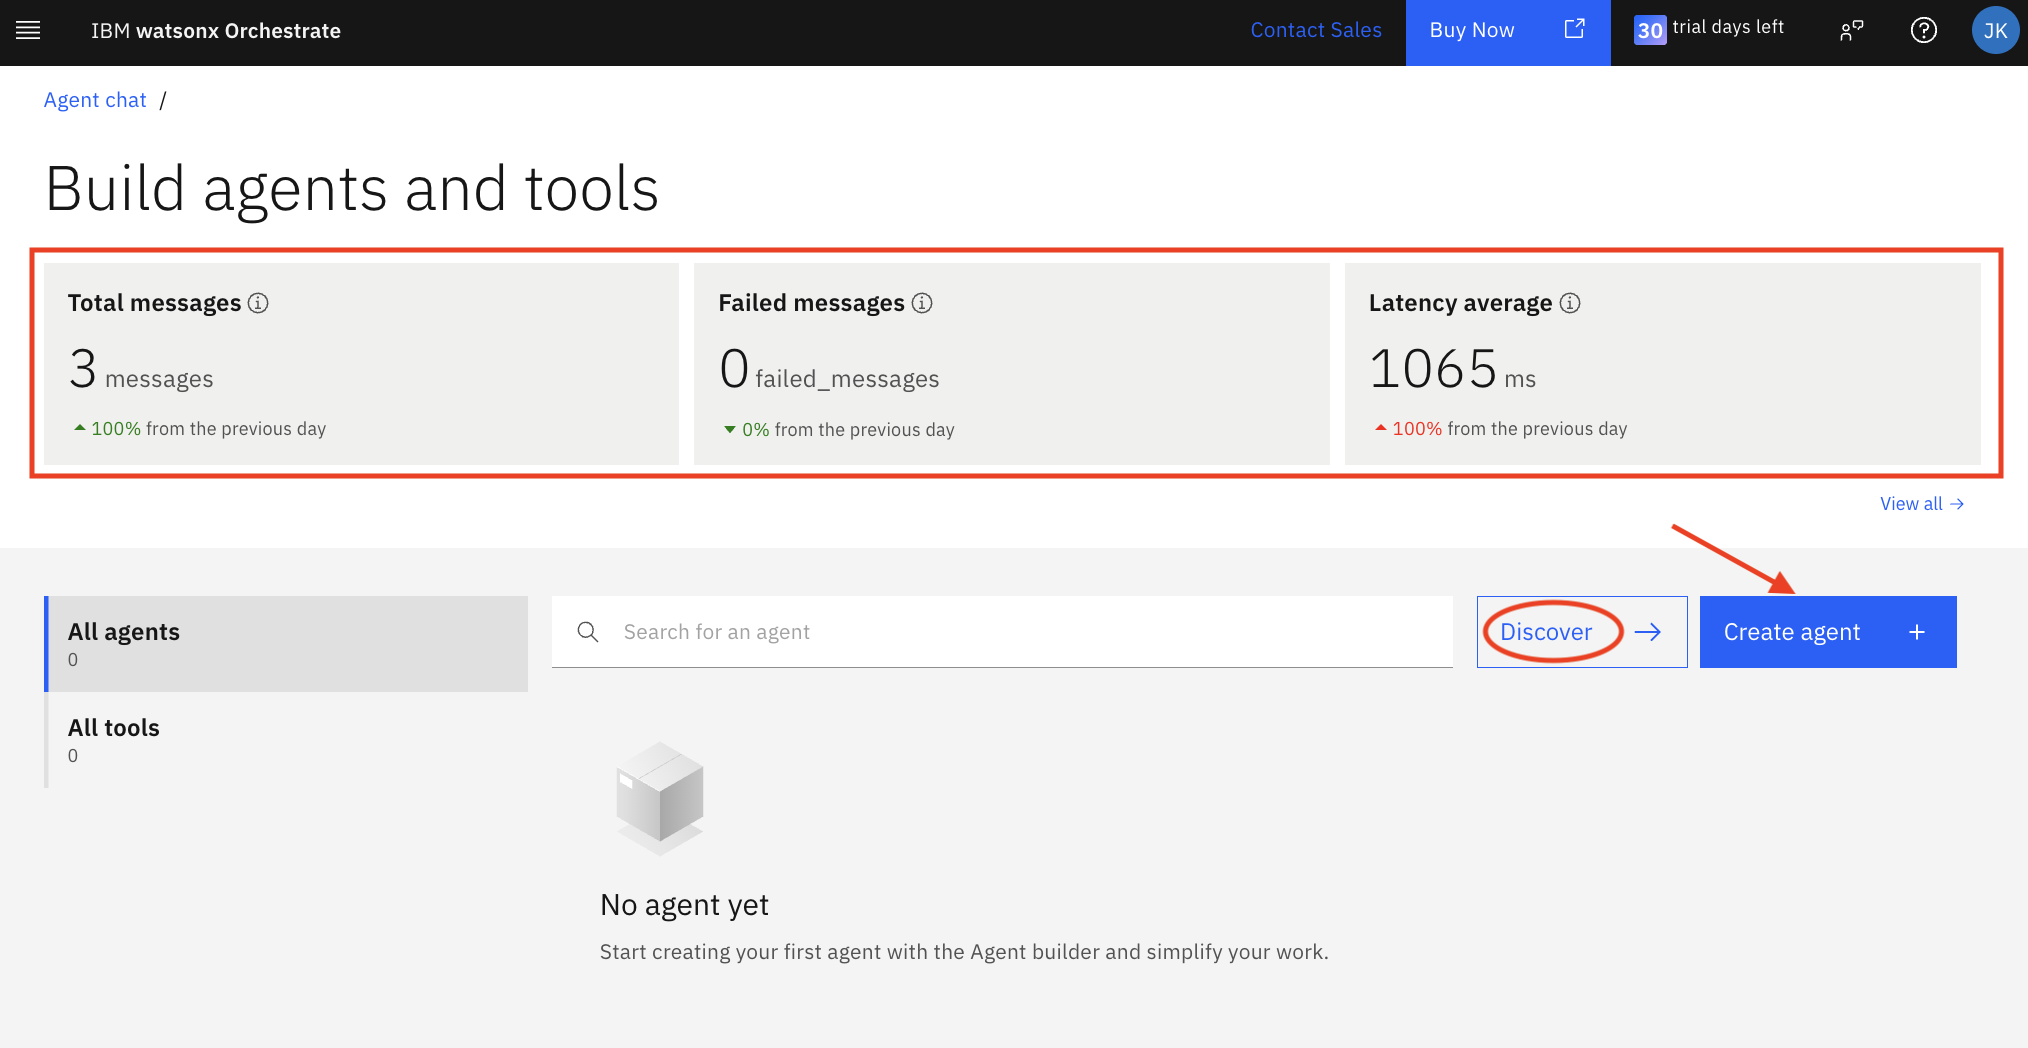 IBM watsonx Orchestrate
Contact Sales
Buy Now
30 trial days left
JK
Agent chat /
Build agents and tools
Total messages
3 messages
100% from the previous day
Failed messages
0 failed_messages
0% from the previous day
Latency average
1065 ms
100% from the previous day
View all
All agents
0
All tools
0
Search for an agent
Discover
Create agent +
No agent yet
Start creating your first agent with the Agent builder and simplify your work.